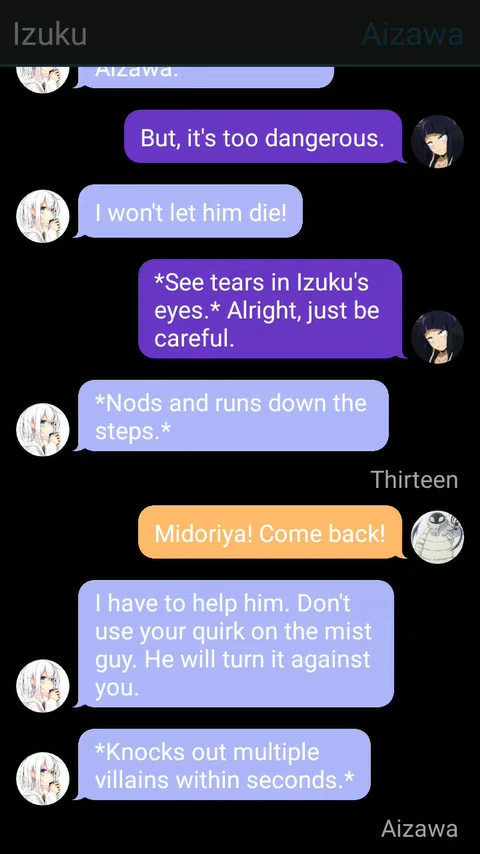 Izuku Aizawa
Aizawa.
But, it's too dangerous.
I won't let him die!
*See tears in Izuku's
eyes.* Alright, just be
careful.
*Nods and runs down the
steps.*
Thirteen
Midoriya! Come back!
I have to help him. Don't
use your quirk on the mist
guy. He will turn it against
you.
*Knocks out multiple
villains within seconds.*
Aizawa